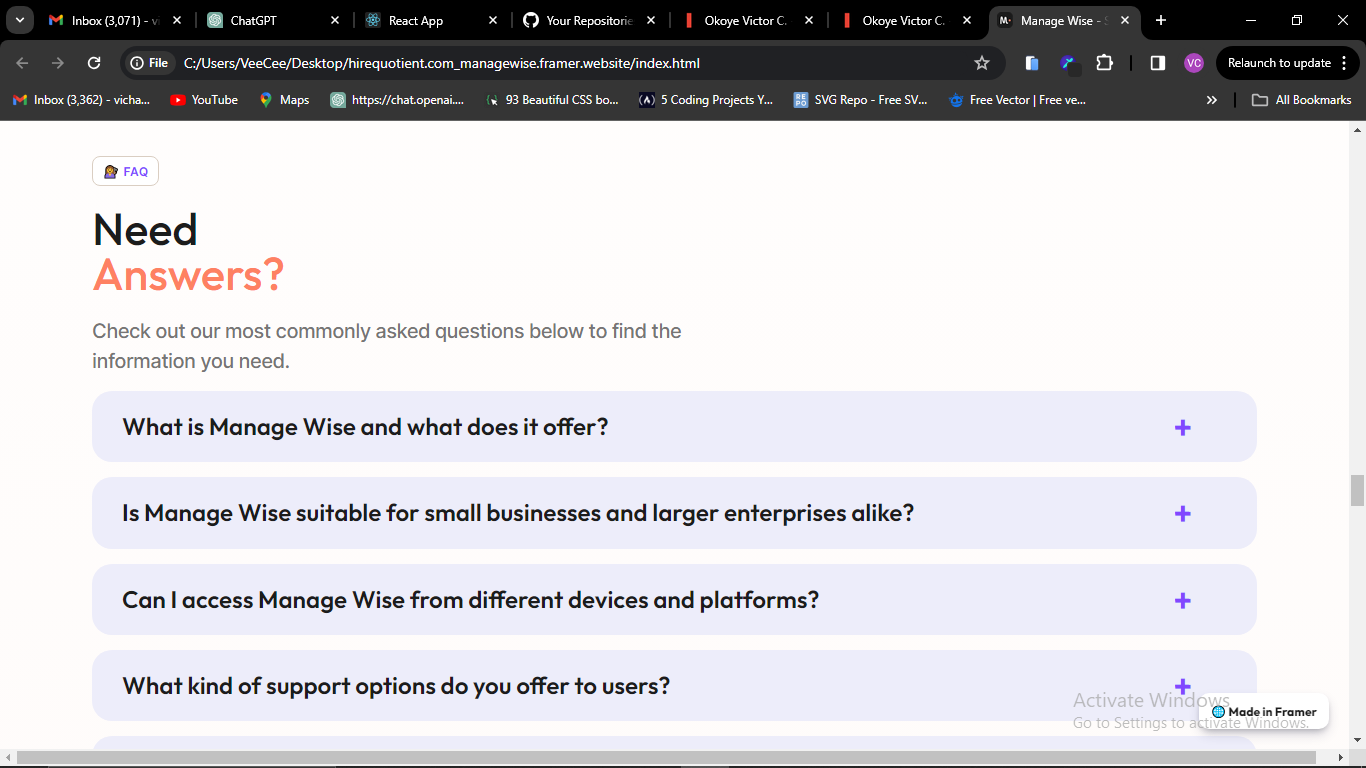 Inbox (3,071) - vi
ChatGPT
React App
Your Repositorie
Okoye Victor C.
Okoye Victor C.
Manage Wise - S
File
C:/Users/VeeCee/Desktop/hirequotient.com_managewise.framer.website/index.html
VC
Relaunch to update
Inbox (3,362) - vicha...
YouTube
Maps
https://chat.openai....
93 Beautiful CSS bo...
5 Coding Projects Y...
RE
PO
SVG Repo - Free SV...
Free Vector | Free ve...
»
All Bookmarks
FAQ
Need
Answers?
Check out our most commonly asked questions below to find the
information you need.
What is Manage Wise and what does it offer?
+
Is Manage Wise suitable for small businesses and larger enterprises alike?
+
Can I access Manage Wise from different devices and platforms?
+
What kind of support options do you offer to users?
+
Activate Windows
Go to Settings to activate Windows.
Made in Framer